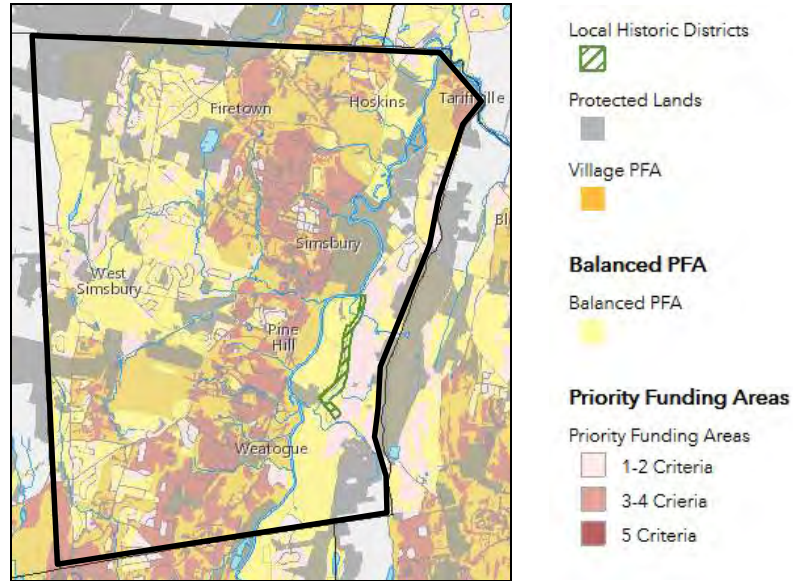 Firetown
Hoskins
Tariffville
Simsbury
Bl
West
Simsbury
Pine
Hill
Weatogue
Local Historic Districts
Protected Lands
Village PFA
Balanced PFA
Balanced PFA
Priority Funding Areas
Priority Funding Areas
1-2 Criteria
3-4 Crieria
5 Criteria